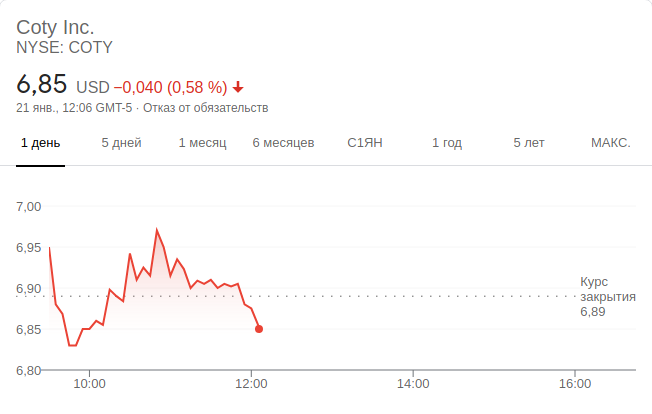 Coty Inc.
NYSE: COTY
6,85 USD −0,040 (0,58 %)
21 янв., 12:06 GMT-5 · Отказ от обязательств
1 день 5 дней 1 месяц 6 месяцев С1ЯН 1 год 5 лет МАКС.
7,00
6,95
6,90
6,85
6,80
Курс
закрытия
6,89
10:00 12:00 14:00 16:00